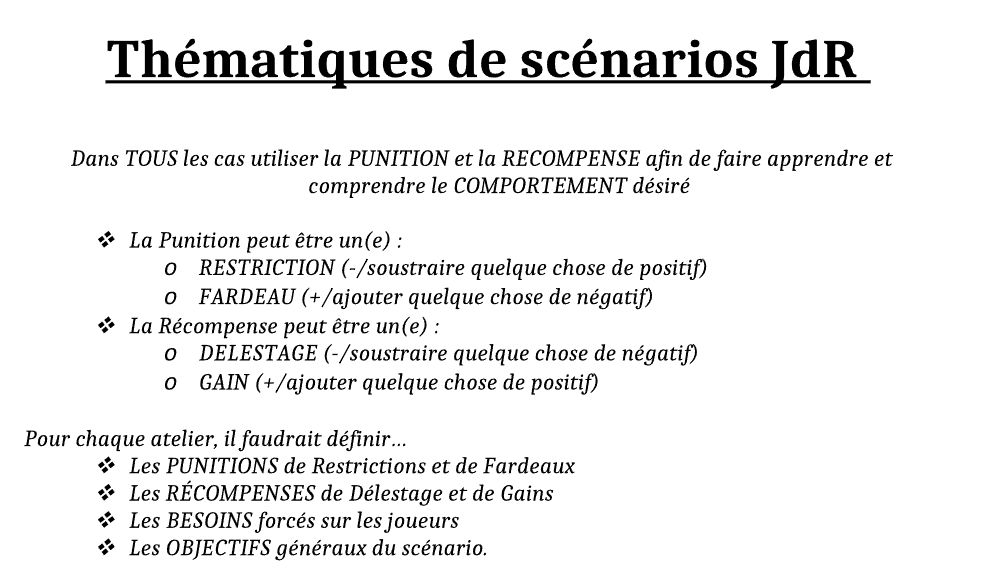 Thématiques de scénarios JdR
Dans TOUS les cas utiliser la PUNITION et la RECOMPENSE afin de faire apprendre et
comprendre le COMPORTEMENT désiré
❖ La Punition peut être un(e) :
o RESTRICTION (-/soustraire quelque chose de positif)
o FARDEAU (+/ajouter quelque chose de négatif)
❖ La Récompense peut être un(e) :
o DELESTAGE (-/soustraire quelque chose de négatif)
o GAIN (+/ajouter quelque chose de positif)
Pour chaque atelier, il faudrait définir…
❖ Les PUNITIONS de Restrictions et de Fardeaux
❖ Les RÉCOMPENSES de Délestage et de Gains
❖ Les BESOINS forcés sur les joueurs
❖ Les OBJECTIFS généraux du scénario.